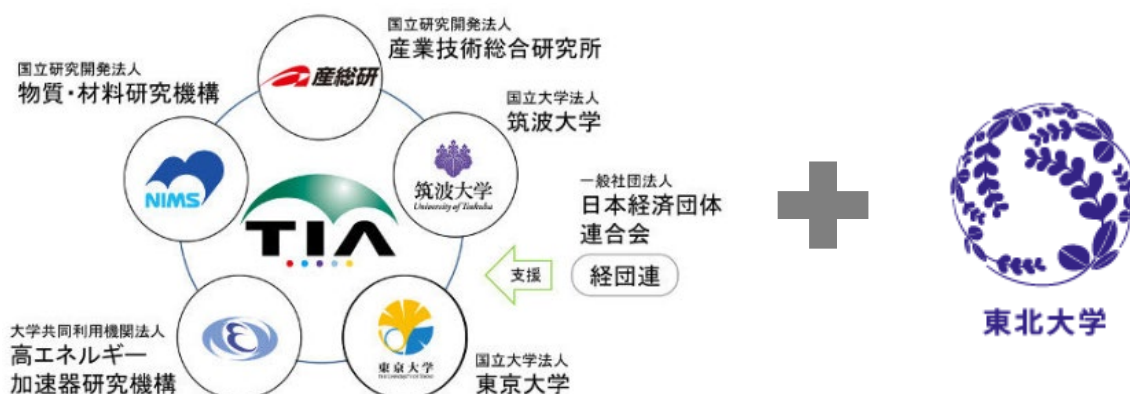 国立研究開発法人
産業技術総合研究所
産総研
国立研究開発法人
物質・材料研究機構
NIMS
国立大学法人
筑波大学
筑波大学
University of Tsukuba
TIA
一般社団法人
日本経済団体
連合会
経団連
支援
大学共同利用機関法人
高エネルギー
加速器研究機構
東京大学
THE UNIVERSITY OF TOKYO
国立大学法人
東京大学
東北大学